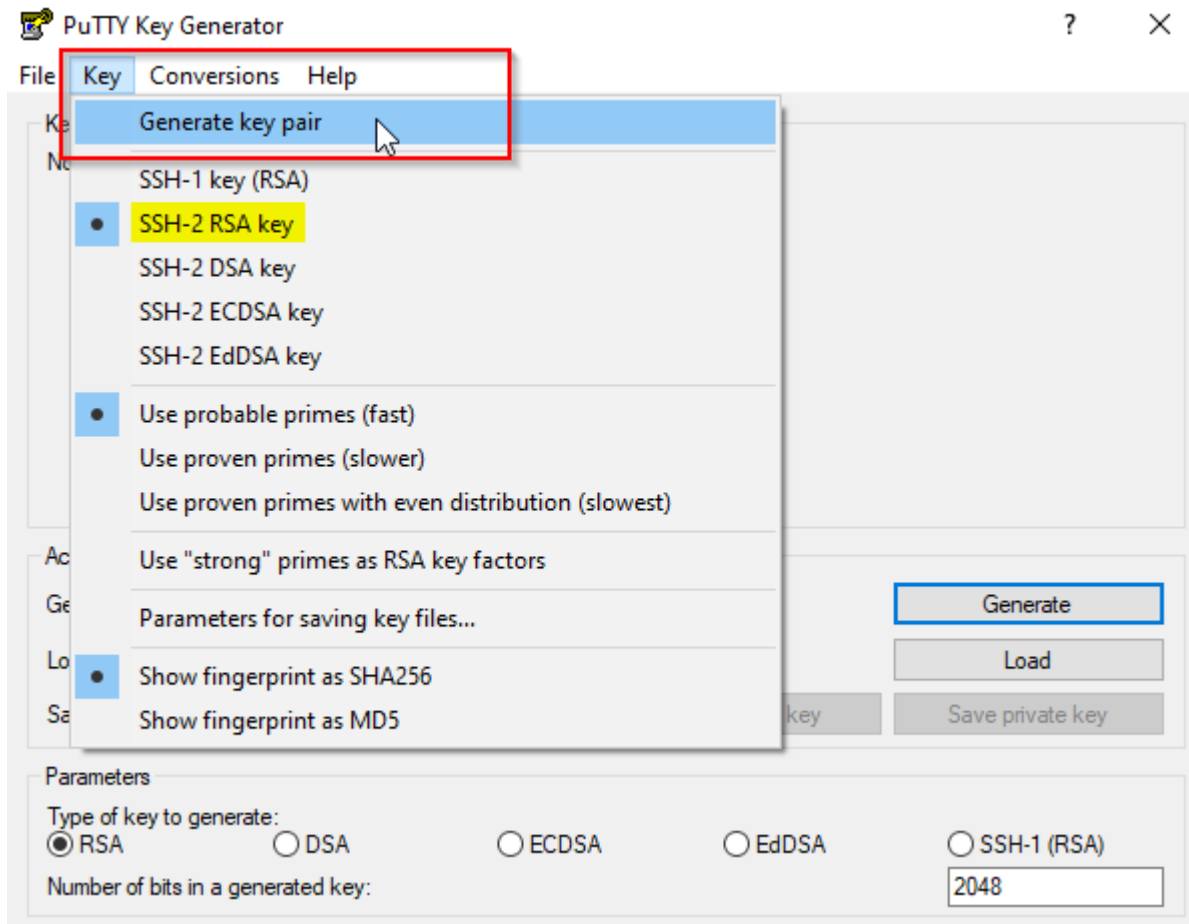 PuTTY Key Generator
?
File Key Conversions Help
Generate key pair
SSH-1 key (RSA)
SSH-2 RSA key
SSH-2 DSA key
SSH-2 ECDSA key
SSH-2 EdDSA key
Use probable primes (fast)
Use proven primes (slower)
Use proven primes with even distribution (slowest)
Use "strong" primes as RSA key factors
Parameters for saving key files...
Show fingerprint as SHA256
Show fingerprint as MD5
Generate
Load
key
Save private key
Parameters
Type of key to generate:
RSA DSA ECDSA EdDSA SSH-1 (RSA)
Number of bits in a generated key: 2048